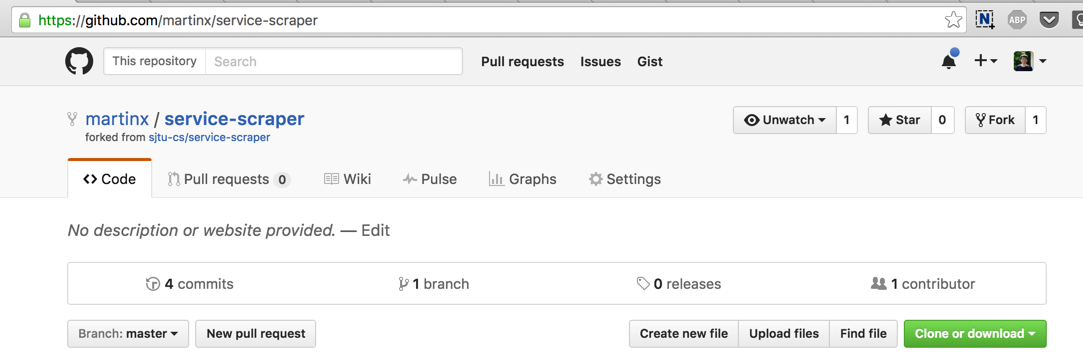 https://github.com/martinx/service-scraper
N ABP
This repository Search Pull requests Issues Gist
martinx / service-scraper Unwatch 1 Star 0 Fork 1
forked from sjtu-cs/service-scraper
Code Pull requests 0 Wiki Pulse Graphs Settings
No description or website provided. — Edit
4 commits 1 branch 0 releases 1 contributor
Branch: master New pull request Create new file Upload files Find file Clone or download